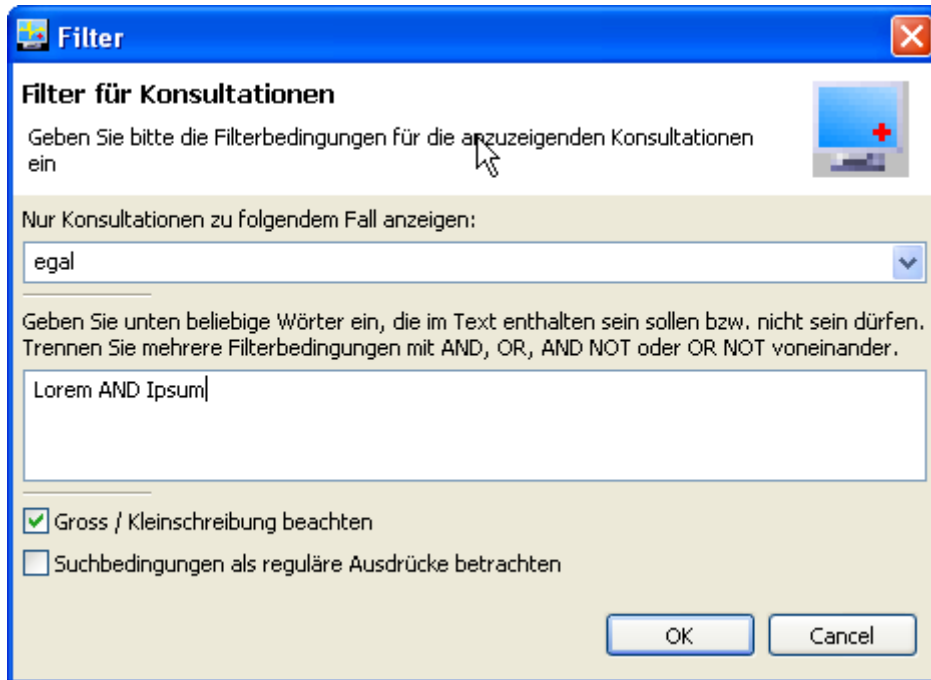 Filter
Filter für Konsultationen
Geben Sie bitte die Filterbedingungen für die anzuzeigenden Konsultationen
ein
Nur Konsultationen zu folgendem Fall anzeigen:
egal
Geben Sie unten beliebige Wörter ein, die im Text enthalten sein sollen bzw. nicht sein dürfen.
Trennen Sie mehrere Filterbedingungen mit AND, OR, AND NOT oder OR NOT voneinander.
Lorem AND Ipsum
Gross / Kleinschreibung beachten
Suchbedingungen als reguläre Ausdrücke betrachten
OK Cancel